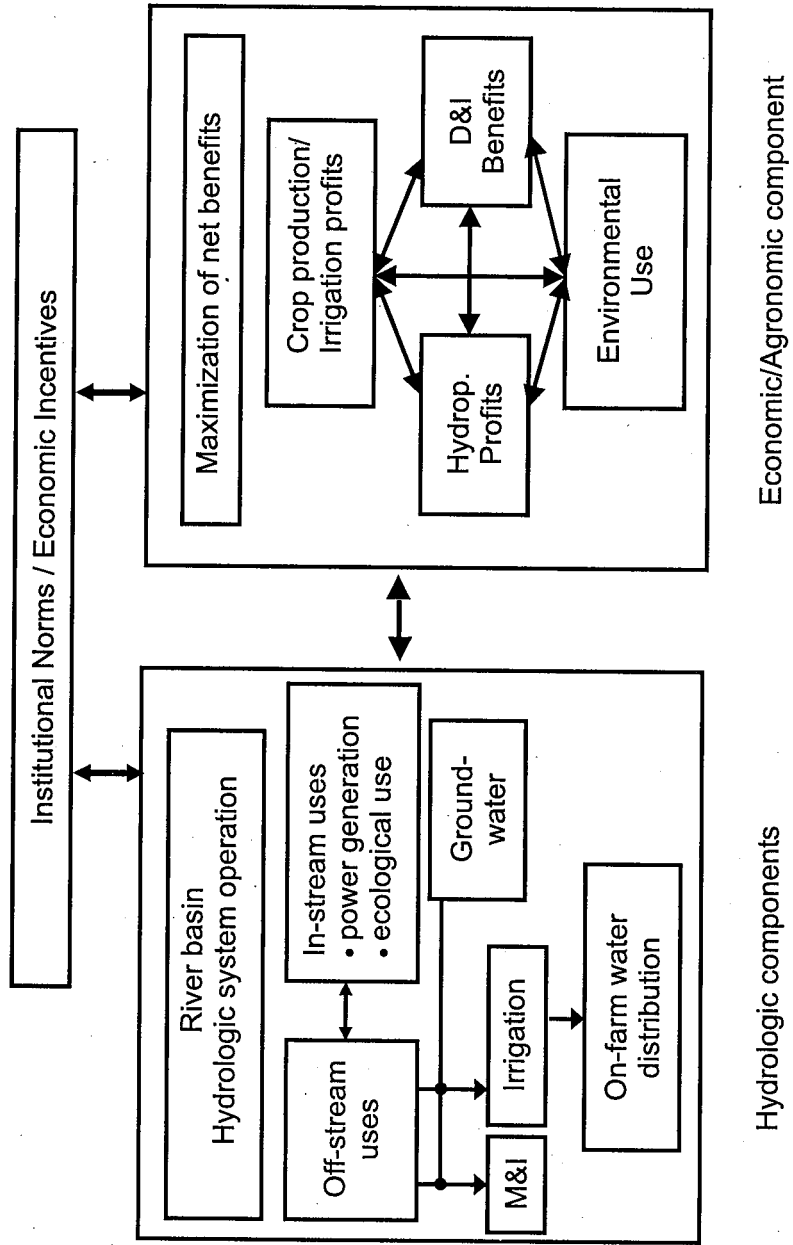 Institutional Norms / Economic Incentives
River basin
Hydrologic system operation
Off-stream
uses
In-stream uses
• power generation
• ecological use
Ground-
water
M&I
Irrigation
On-farm water
distribution
Hydrologic components
Maximization of net benefits
Crop production/
Irrigation profits
Hydrop.
Profits
D&I
Benefits
Environmental
Use
Economic/Agronomic component